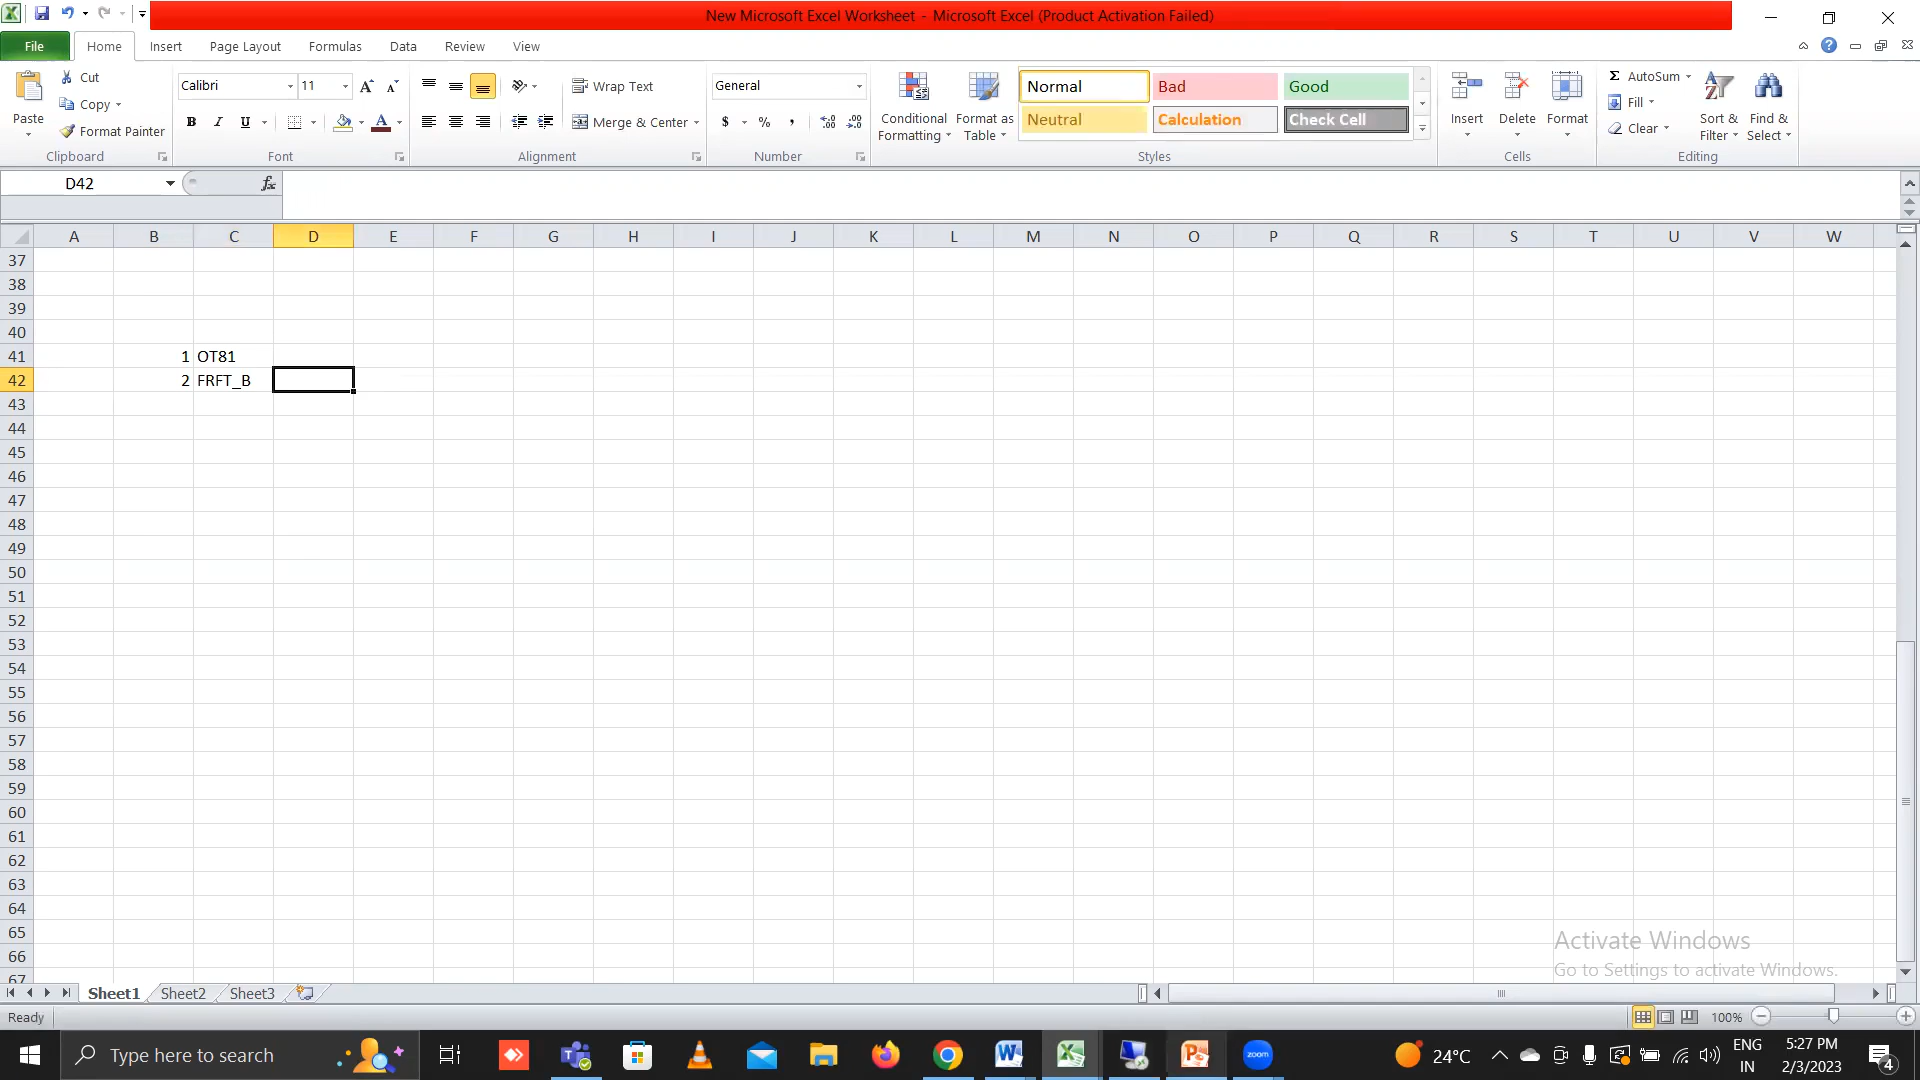 New Microsoft Excel Worksheet - Microsoft Excel (Product Activation Failed)
File Home Insert Page Layout Formulas Data Review View
Paste
Cut
Copy
Format Painter
Clipboard
Calibri 11
B I U
Font
Wrap Text
Merge & Center
Alignment
General
$ % ,
Number
Conditional Formatting
Format as Table
Normal Bad Good
Neutral Calculation Check Cell
Styles
Insert Delete Format
Cells
Σ AutoSum
Fill
Clear
Sort & Filter
Find & Select
Editing
D42 fx
A B C D E F G H I J K L M N O P Q R S T U V W
37
38
39
40
41 1 OT81
42 2 FRFT_B
43
44
45
46
47
48
49
50
51
52
53
54
55
56
57
58
59
60
61
62
63
64
65
66
67
Activate Windows
Go to Settings to activate Windows.
Sheet1 Sheet2 Sheet3
Ready 100%
Type here to search
zoom
24°C
ENG
IN
5:27 PM
2/3/2023
4